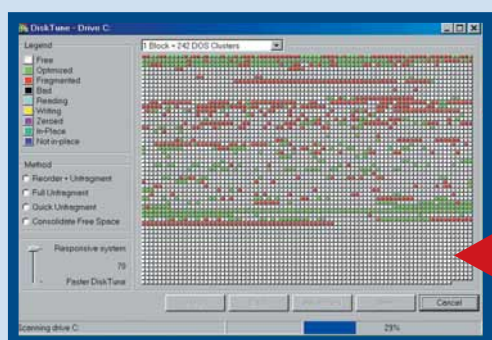 DiskTune - Drive C:
Legend
1 Block = 242 DOS Clusters
Free
Optimized
Fragmented
Bad
Reading
Writing
Zeroed
In-Place
Not in-place
Method
Reorder + Unfragment
Full Unfragment
Quick Unfragment
Consolidate Free Space
Responsive system
70
Faster DiskTune
Cancel
Scanning drive C:
29%